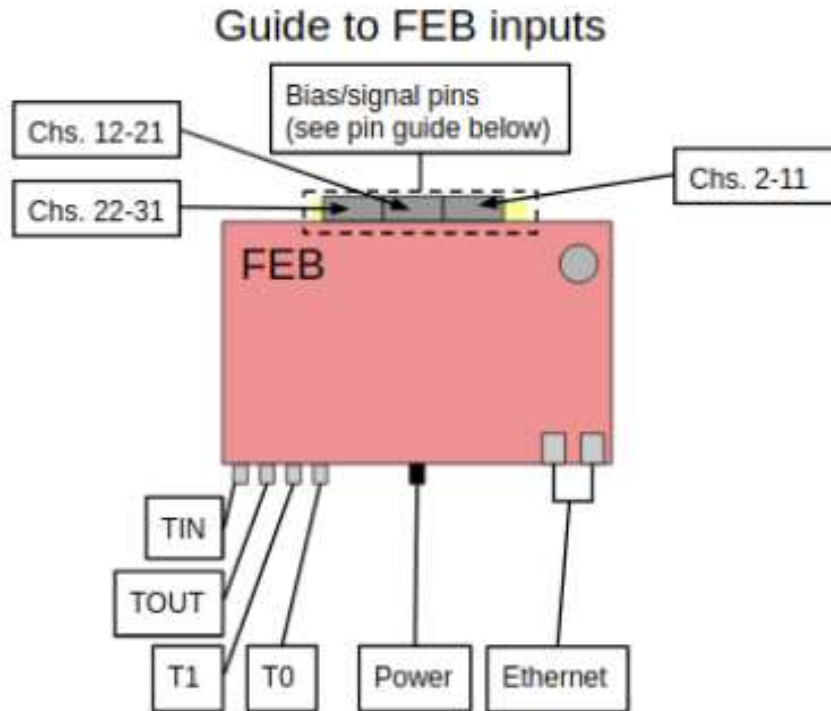 Guide to FEB inputs
Bias/signal pins
(see pin guide below)
Chs. 12-21
Chs. 2-11
Chs. 22-31
FEB
TIN
TOUT
T1
T0
Power
Ethernet